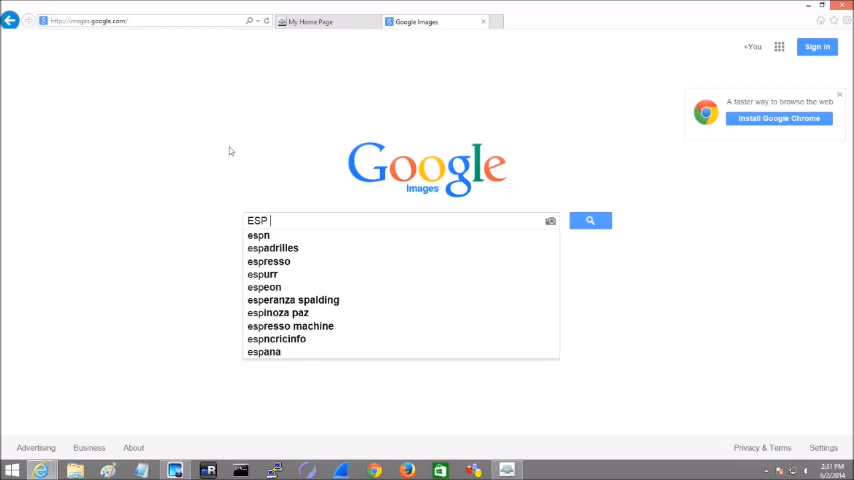 http://images.google.com/
My Home Page
Google Images
+You
Sign in
A faster way to browse the web
Install Google Chrome
Google
Images
ESP
espn
espadrilles
espresso
espurr
espeon
esperanza spalding
espinoza paz
espresso machine
espncricinfo
espana
Advertising
Business
About
Privacy & Terms
Settings
2:31 PM
6/2/2014